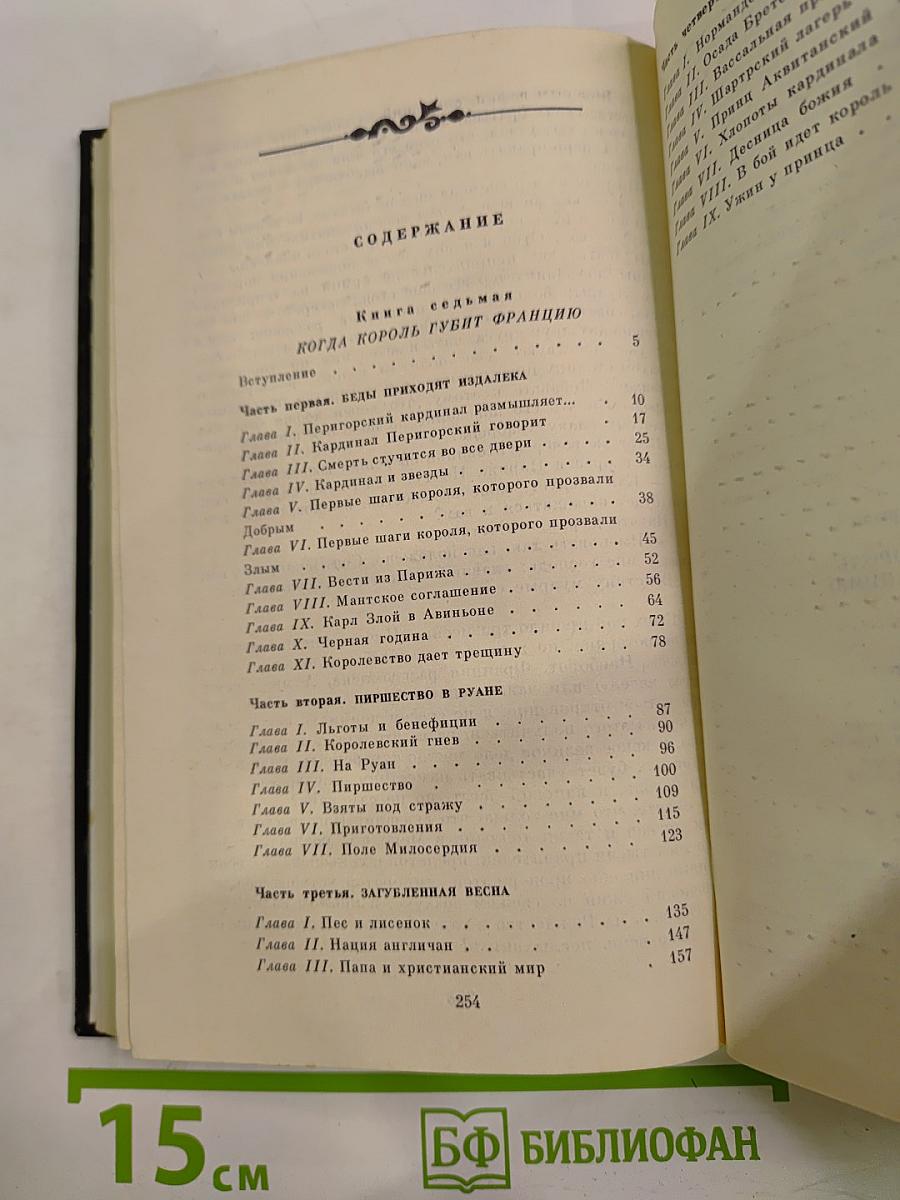 СОДЕРЖАНИЕ
Книга седьмая
КОГДА КОРОЛЬ ГУБИТ ФРАНЦИЮ
Вступление . . . . . . . . . . . . . 5
Часть первая. БЕДЫ ПРИХОДЯТ ИЗДАЛЕКА
Глава I. Перигорский кардинал размышляет... . 10
Глава II. Кардинал Перигорский говорит . 17
Глава III. Смерть стучится во все двери . . . . 25
Глава IV. Кардинал и звезды . . . . . . . . 34
Глава V. Первые шаги короля, которого прозвали
Добрым . . . . . . . . . . . . . . 38
Глава VI. Первые шаги короля, которого прозвали
Злым . . . . . . . . . . . . . . . 45
Глава VII. Вести из Парижа . . . . . . . . 52
Глава VIII. Мантское соглашение . . . . . . 56
Глава IX. Карл Злой в Авиньоне . . . . . . 64
Глава X. Черная година . . . . . . . . . 72
Глава XI. Королевство дает трещину . . . . 78
Часть вторая. ПИРШЕСТВО В РУАНЕ
Глава I. Льготы и бенефиции . . . . . . . 87
Глава II. Королевский гнев . . . . . . . . 90
Глава III. На Руан . . . . . . . . . . . 96
Глава IV. Пиршество . . . . . . . . . . 100
Глава V. Взяты под стражу . . . . . . . . 109
Глава VI. Приготовления . . . . . . . . . 115
Глава VII. Поле Милосердия . . . . . . . 123
Часть третья. ЗАГУБЛЕННАЯ ВЕСНА
Глава I. Пес и лисенок . . . . . . . . . . 135
Глава II. Нация англичан . . . . . 147
Глава III. Папа и христианский мир . 157
254
Часть
Глава I.
Глава II. Осада
Глава III. Вассальная
Глава IV. Шартрский лагерь
Глава V. Принц Аквитанский
Глава VI. Хлопоты кардинала
Глава VII. Десница божия .
Глава VIII. В бой идет король
Глава IX. Ужин у принца . .
15 см
БФ БИБЛИОФАН